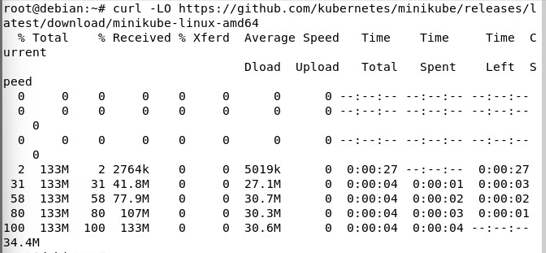 root@debian:~# curl -LO https://github.com/kubernetes/minikube/releases/l
atest/download/minikube-linux-amd64
  % Total    % Received % Xferd  Average Speed   Time    Time     Time  C
urrent
                                 Dload  Upload   Total   Spent    Left  S
peed
  0     0    0     0    0     0      0      0 --:--:-- --:--:-- --:--:--
  0     0    0     0    0     0      0      0 --:--:-- --:--:-- --:--:--
    0
  0     0    0     0    0     0      0      0 --:--:-- --:--:-- --:--:--
    0
  2  133M    2 2764k    0     0  5019k      0  0:00:27 --:--:--  0:00:27
 31  133M   31 41.8M    0     0  27.1M      0  0:00:04  0:00:01  0:00:03
 58  133M   58 77.9M    0     0  30.7M      0  0:00:04  0:00:02  0:00:02
 80  133M   80  107M    0     0  30.3M      0  0:00:04  0:00:03  0:00:01
100  133M  100  133M    0     0  30.6M      0  0:00:04  0:00:04 --:--:--
34.4M